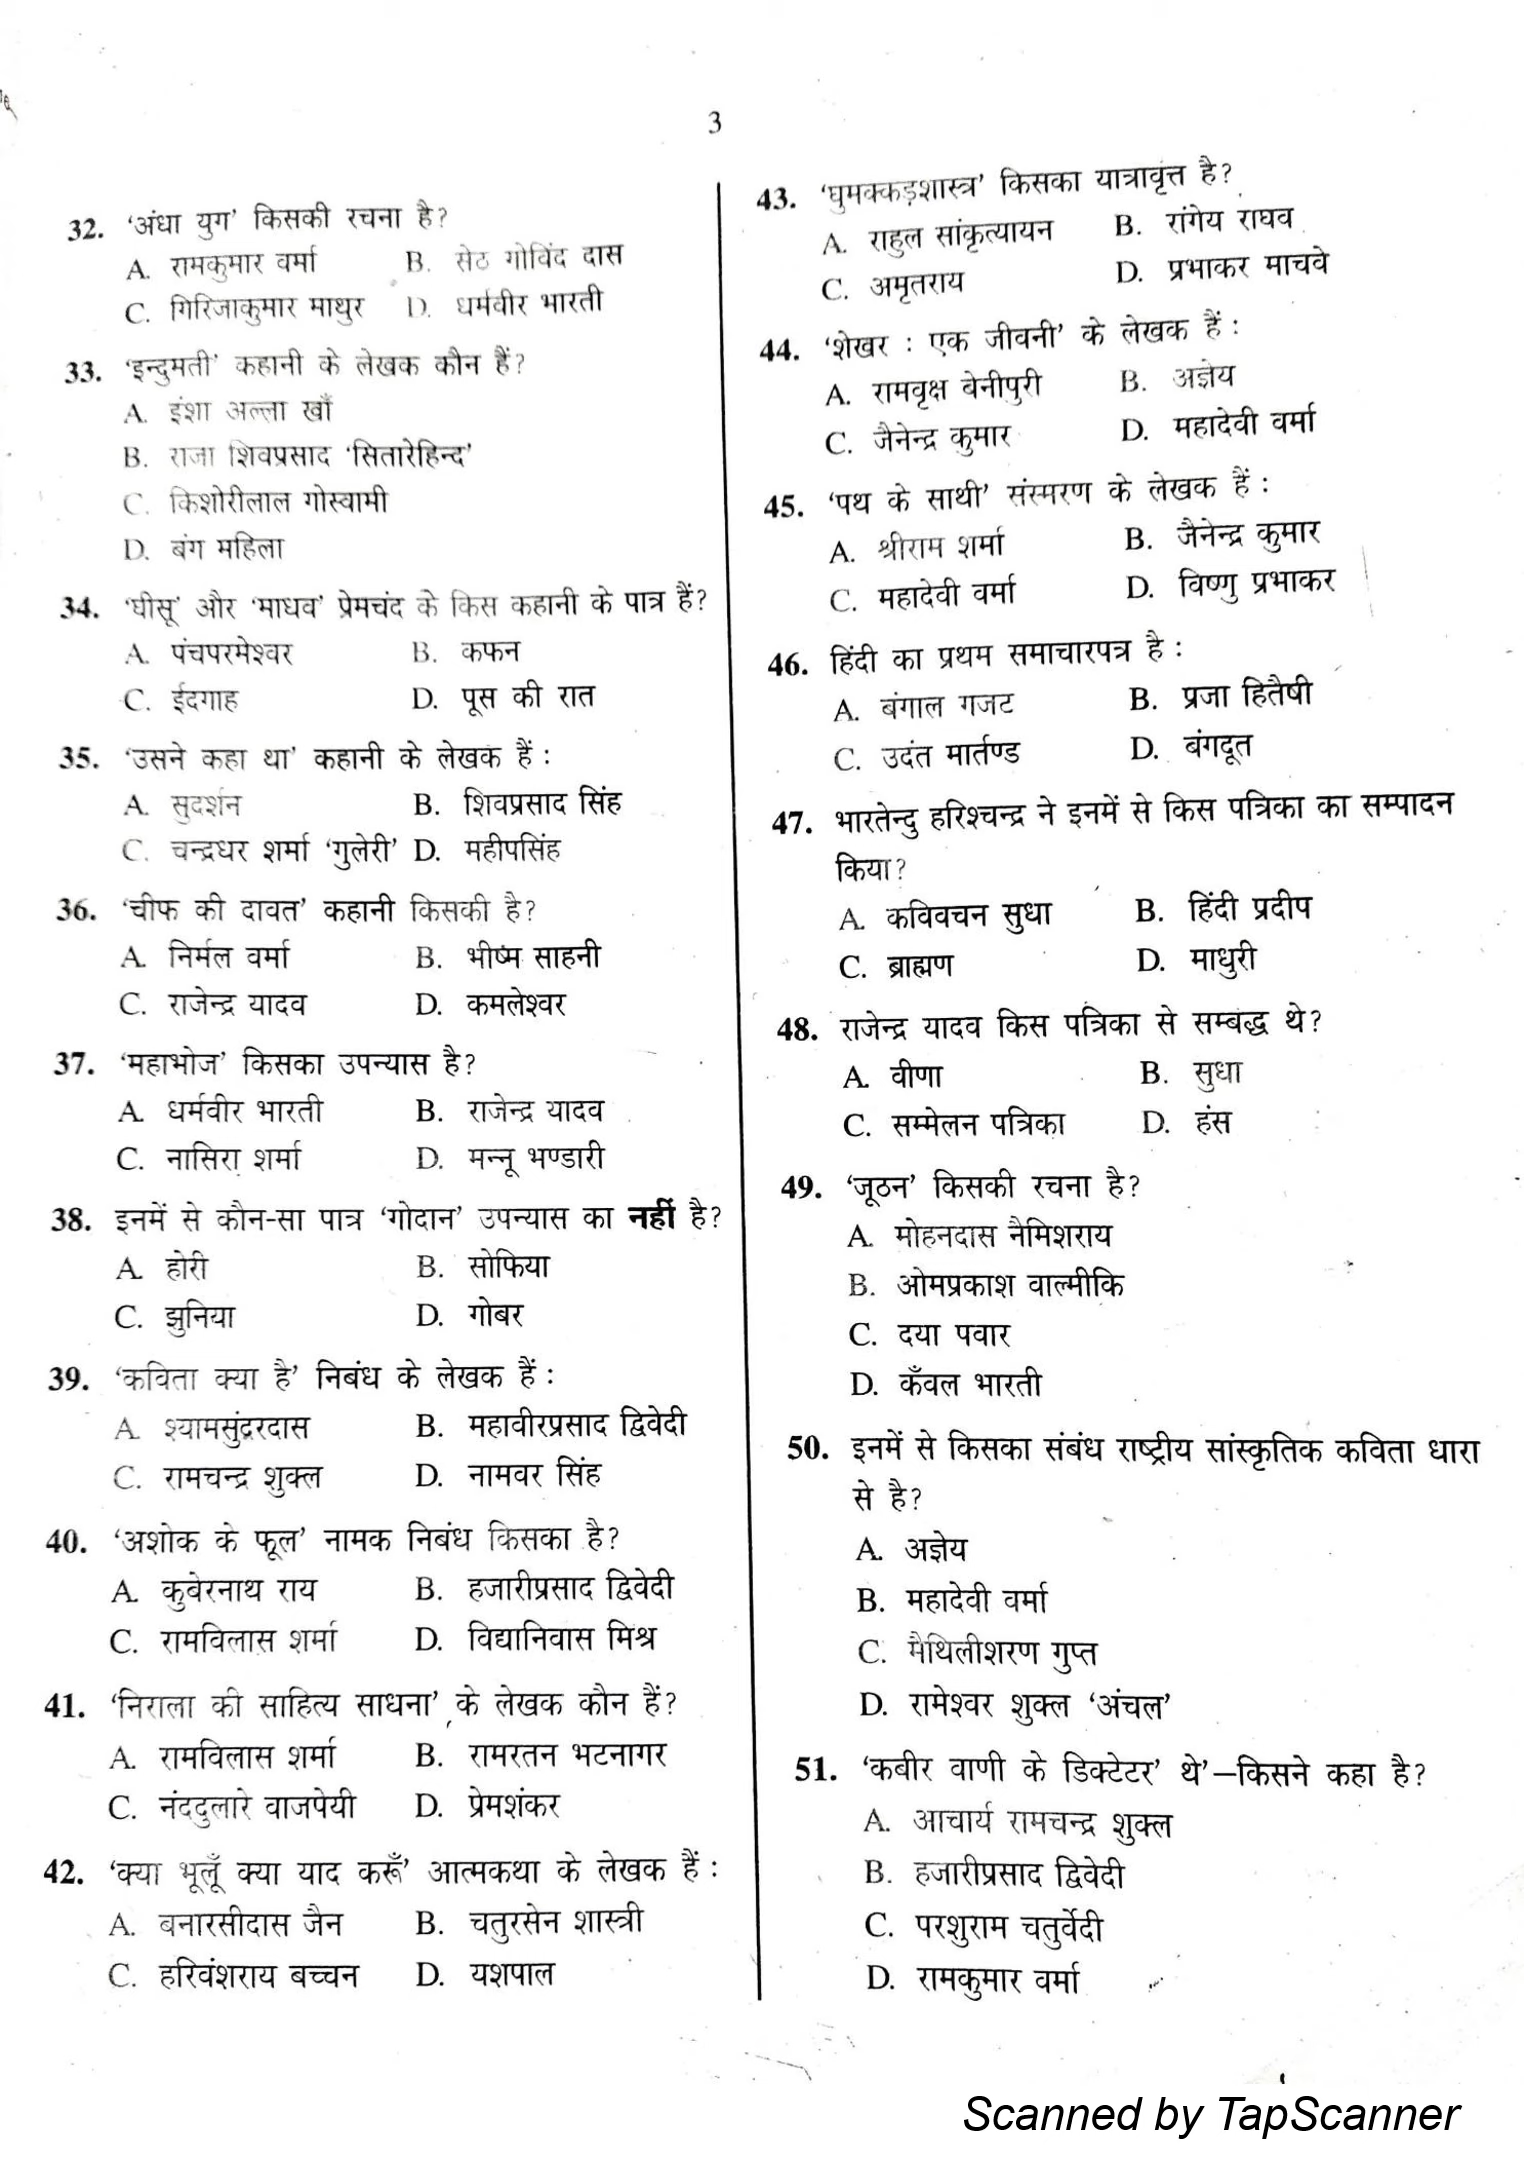 3
32. ‘अंधा युग’ किसकी रचना है?
A. रामकुमार वर्मा B. सेठ गोविंद दास
C. गिरिजाकुमार माथुर D. धर्मवीर भारती
33. ‘इन्दुमती’ कहानी के लेखक कौन हैं?
A. इंशा अल्ला खाँ
B. राजा शिवप्रसाद ‘सितारेहिन्द’
C. किशोरीलाल गोस्वामी
D. बंग महिला
34. ‘घीसू’ और ‘माधव’ प्रेमचंद के किस कहानी के पात्र हैं?
A. पंचपरमेश्वर B. कफन
C. ईदगाह D. पूस की रात
35. ‘उसने कहा था’ कहानी के लेखक हैं :
A. सुदर्शन B. शिवप्रसाद सिंह
C. चन्द्रधर शर्मा ‘गुलेरी’ D. महीपसिंह
36. ‘चीफ की दावत’ कहानी किसकी है?
A. निर्मल वर्मा B. भीष्म साहनी
C. राजेन्द्र यादव D. कमलेश्वर
37. ‘महाभोज’ किसका उपन्यास है?
A. धर्मवीर भारती B. राजेन्द्र यादव
C. नासिरा शर्मा D. मन्नू भण्डारी
38. इनमें से कौन-सा पात्र ‘गोदान’ उपन्यास का नहीं है?
A. होरी B. सोफिया
C. झुनिया D. गोबर
39. ‘कविता क्या है’ निबंध के लेखक हैं :
A. श्यामसुंदरदास B. महावीरप्रसाद द्विवेदी
C. रामचन्द्र शुक्ल D. नामवर सिंह
40. ‘अशोक के फूल’ नामक निबंध किसका है?
A. कुबेरनाथ राय B. हजारीप्रसाद द्विवेदी
C. रामविलास शर्मा D. विद्यानिवास मिश्र
41. ‘निराला की साहित्य साधना’ के लेखक कौन हैं?
A. रामविलास शर्मा B. रामरतन भटनागर
C. नंददुलारे वाजपेयी D. प्रेमशंकर
42. ‘क्या भूलूँ क्या याद करूँ’ आत्मकथा के लेखक हैं :
A. बनारसीदास जैन B. चतुरसेन शास्त्री
C. हरिवंशराय बच्चन D. यशपाल
43. ‘घुमक्कड़शास्त्र’ किसका यात्रावृत्त है?
A. राहुल सांकृत्यायन B. रांगेय राघव
C. अमृतराय D. प्रभाकर माचवे
44. ‘शेखर : एक जीवनी’ के लेखक हैं :
A. रामवृक्ष बेनीपुरी B. अज्ञेय
C. जैनेन्द्र कुमार D. महादेवी वर्मा
45. ‘पथ के साथी’ संस्मरण के लेखक हैं :
A. श्रीराम शर्मा B. जैनेन्द्र कुमार
C. महादेवी वर्मा D. विष्णु प्रभाकर
46. हिंदी का प्रथम समाचारपत्र है :
A. बंगाल गजट B. प्रजा हितैषी
C. उदंत मार्तण्ड D. बंगदूत
47. भारतेन्दु हरिश्चन्द्र ने इनमें से किस पत्रिका का सम्पादन
किया?
A. कविवचन सुधा B. हिंदी प्रदीप
C. ब्राह्मण D. माधुरी
48. राजेन्द्र यादव किस पत्रिका से सम्बद्ध थे?
A. वीणा B. सुधा
C. सम्मेलन पत्रिका D. हंस
49. ‘जूठन’ किसकी रचना है?
A. मोहनदास नैमिशराय
B. ओमप्रकाश वाल्मीकि
C. दया पवार
D. कँवल भारती
50. इनमें से किसका संबंध राष्ट्रीय सांस्कृतिक कविता धारा
से है?
A. अज्ञेय
B. महादेवी वर्मा
C. मैथिलीशरण गुप्त
D. रामेश्वर शुक्ल ‘अंचल’
51. ‘कबीर वाणी के डिक्टेटर’ थे’—किसने कहा है?
A. आचार्य रामचन्द्र शुक्ल
B. हजारीप्रसाद द्विवेदी
C. परशुराम चतुर्वेदी
D. रामकुमार वर्मा
Scanned by TapScanner